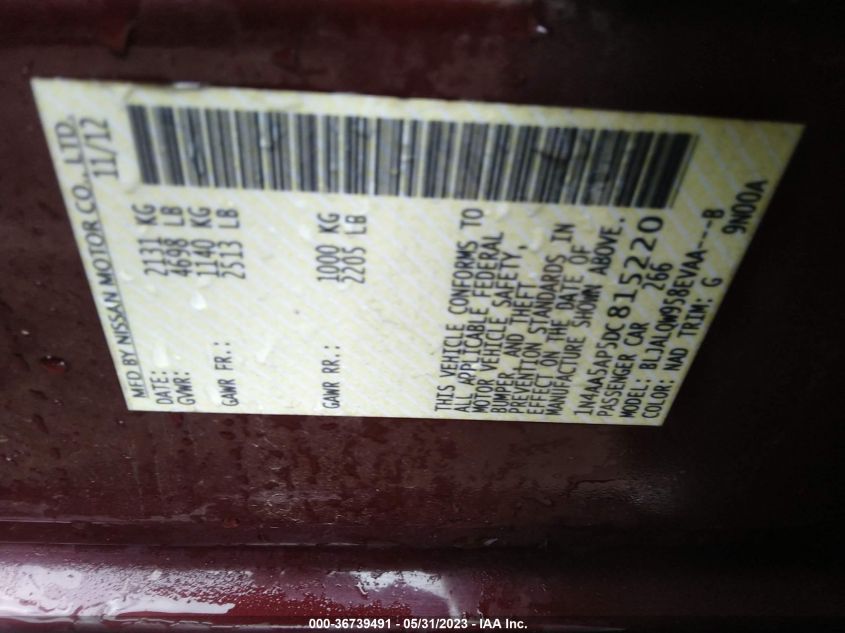 MFD BY NISSAN MOTOR CO., LTD.
DATE: 11/12
GVWR: 2131 KG
4698 LB
GAWR FR.: 1140 KG
2513 LB
GAWR RR.: 1000 KG
2205 LB
THIS VEHICLE CONFORMS TO
ALL APPLICABLE FEDERAL
MOTOR VEHICLE SAFETY,
BUMPER, AND THEFT
PREVENTION STANDARDS IN
EFFECT ON THE DATE OF
MANUFACTURE SHOWN ABOVE.
1N4AA5AP5DC815220
PASSENGER CAR 266
MODEL: BLJALQW958EVAA---B
COLOR: NAD TRIM: G 9N00A
000-36739491 - 05/31/2023 - IAA Inc.